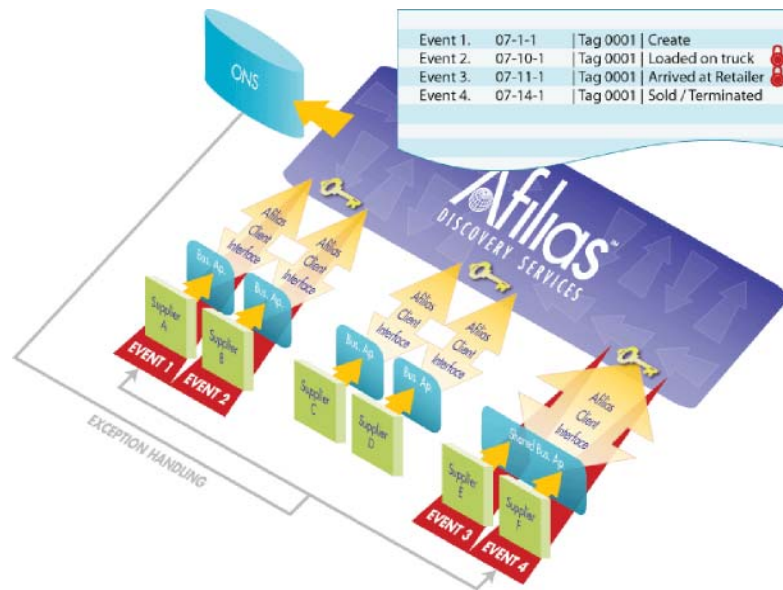 Event 1. 07-1-1 | Tag 0001 | Create
Event 2. 07-10-1 | Tag 0001 | Loaded on truck
Event 3. 07-11-1 | Tag 0001 | Arrived at Retailer
Event 4. 07-14-1 | Tag 0001 | Sold / Terminated
ONS
Afilias
DISCOVERY SERVICES
Afilias
Client
Interface
Afilias
Client
Interface
Bus. Ap.
Bus. Ap.
Supplier
A
Supplier
B
EVENT 1
EVENT 2
Afilias
Client
Interface
Afilias
Client
Interface
Bus. Ap.
Bus. Ap.
Supplier
C
Supplier
D
Afilias
Client
Interface
Shared Bus. Ap.
Supplier
E
Supplier
F
EVENT 3
EVENT 4
EXCEPTION HANDLING